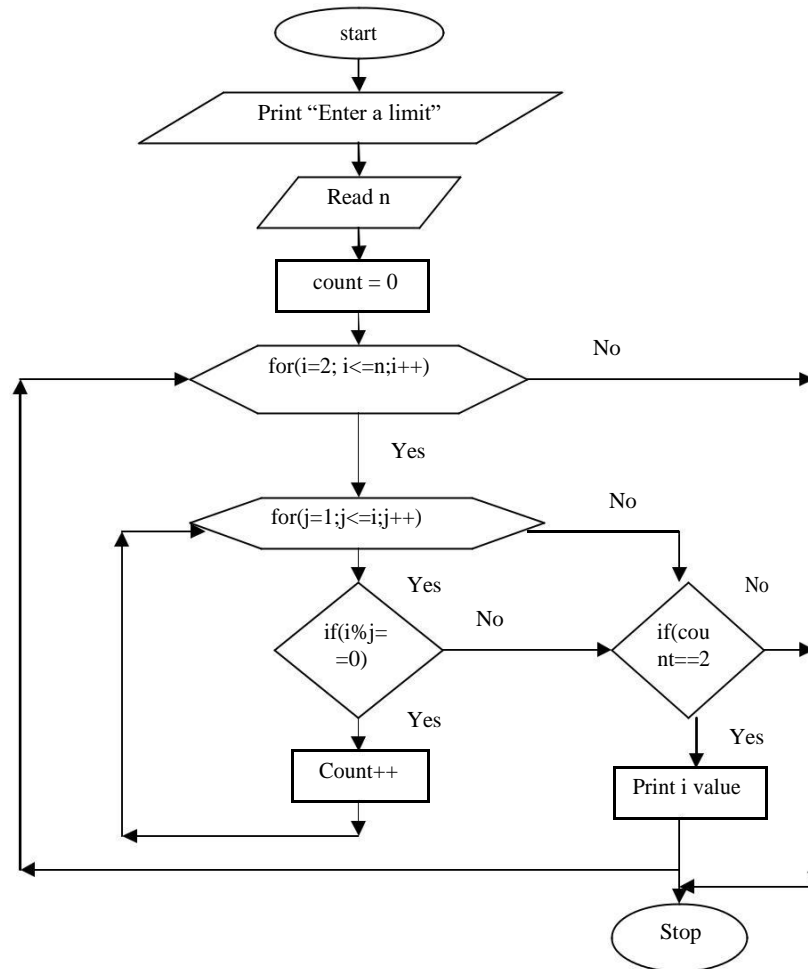 start
Print “Enter a limit”
Read n
count = 0
for(i=2; i<=n;i++)
No
Yes
for(j=1;j<=i;j++)
No
Yes
No
if(i%j=
=0)
No
if(cou
nt==2
Yes
Yes
Count++
Print i value
Stop